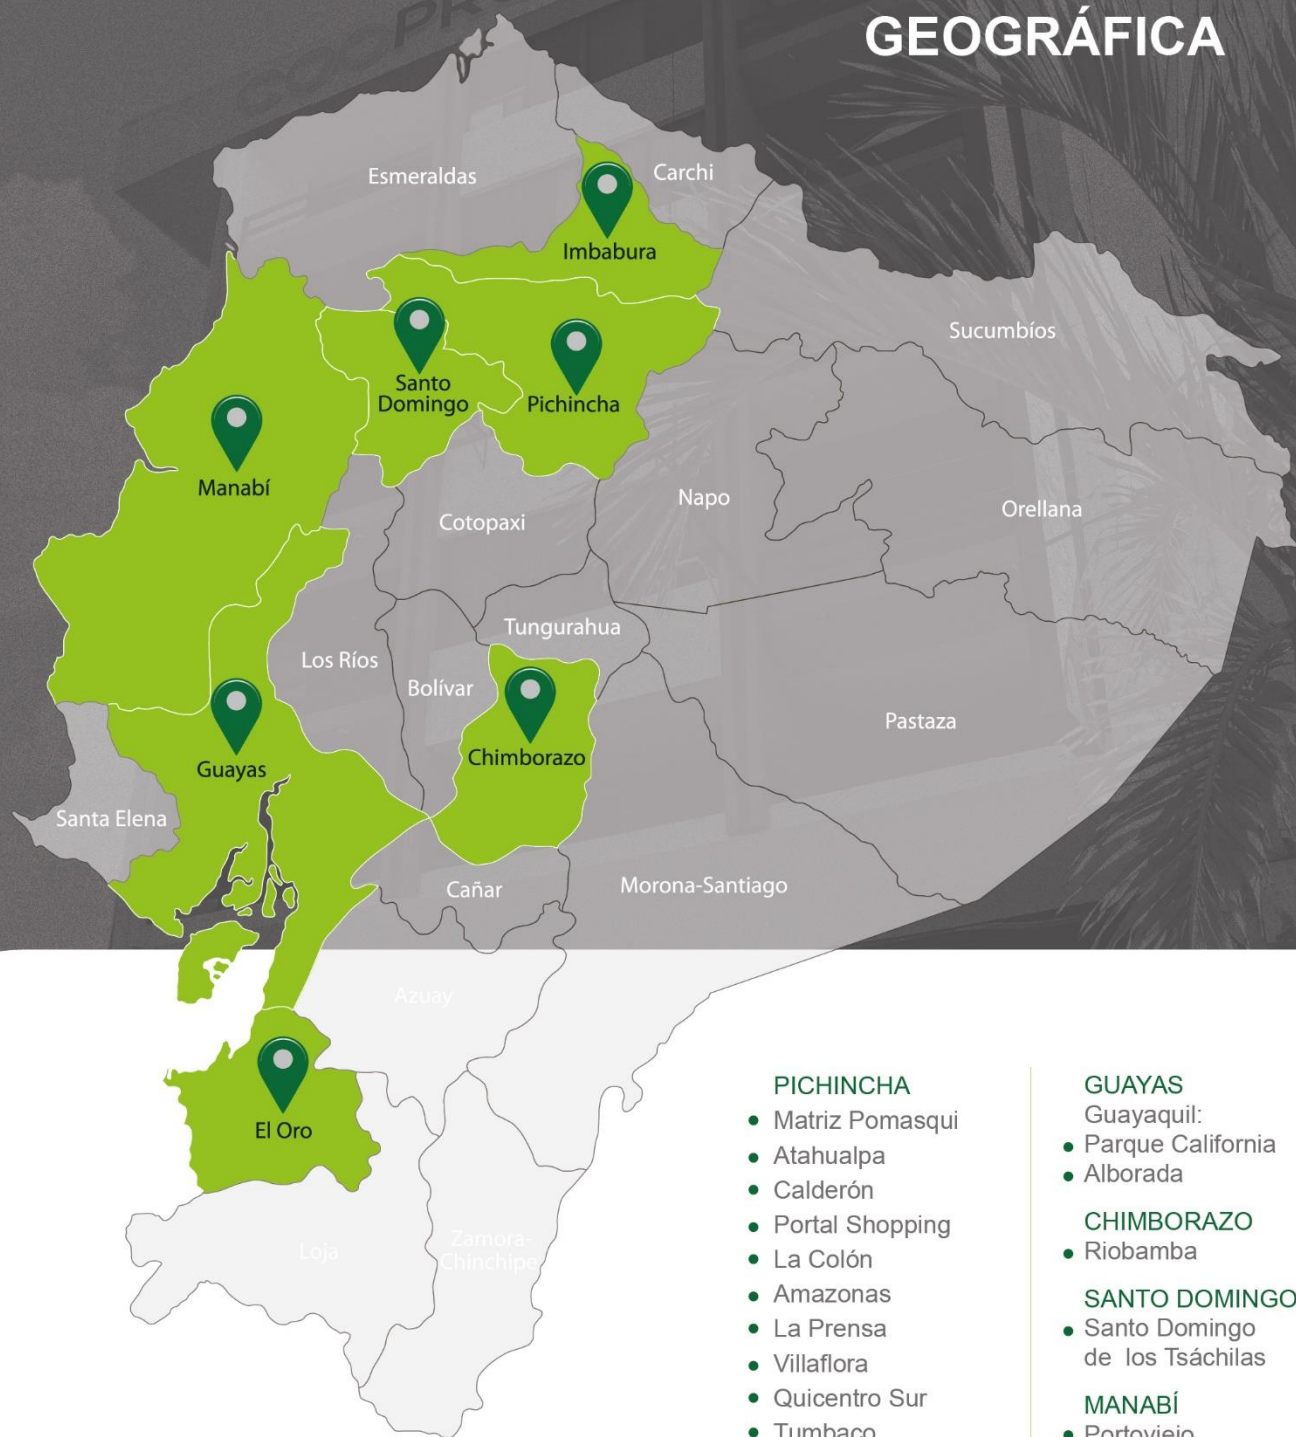 GEOGRÁFICA
COOPPRO
Esmeraldas
Carchi
Imbabura
Sucumbíos
Santo
Domingo
Pichincha
Manabí
Napo
Orellana
Cotopaxi
Tungurahua
Los Ríos
Bolívar
Pastaza
Chimborazo
Guayas
Santa Elena
Cañar
Morona-Santiago
Azuay
El Oro
Loja
Zamora-
Chinchipe
PICHINCHA
Matriz Pomasqui
Atahualpa
Calderón
Portal Shopping
La Colón
Amazonas
La Prensa
Villaflora
Quicentro Sur
Tumbaco
GUAYAS
Guayaquil:
Parque California
Alborada
CHIMBORAZO
Riobamba
SANTO DOMINGO
Santo Domingo
de los Tsáchilas
MANABÍ
Portoviejo